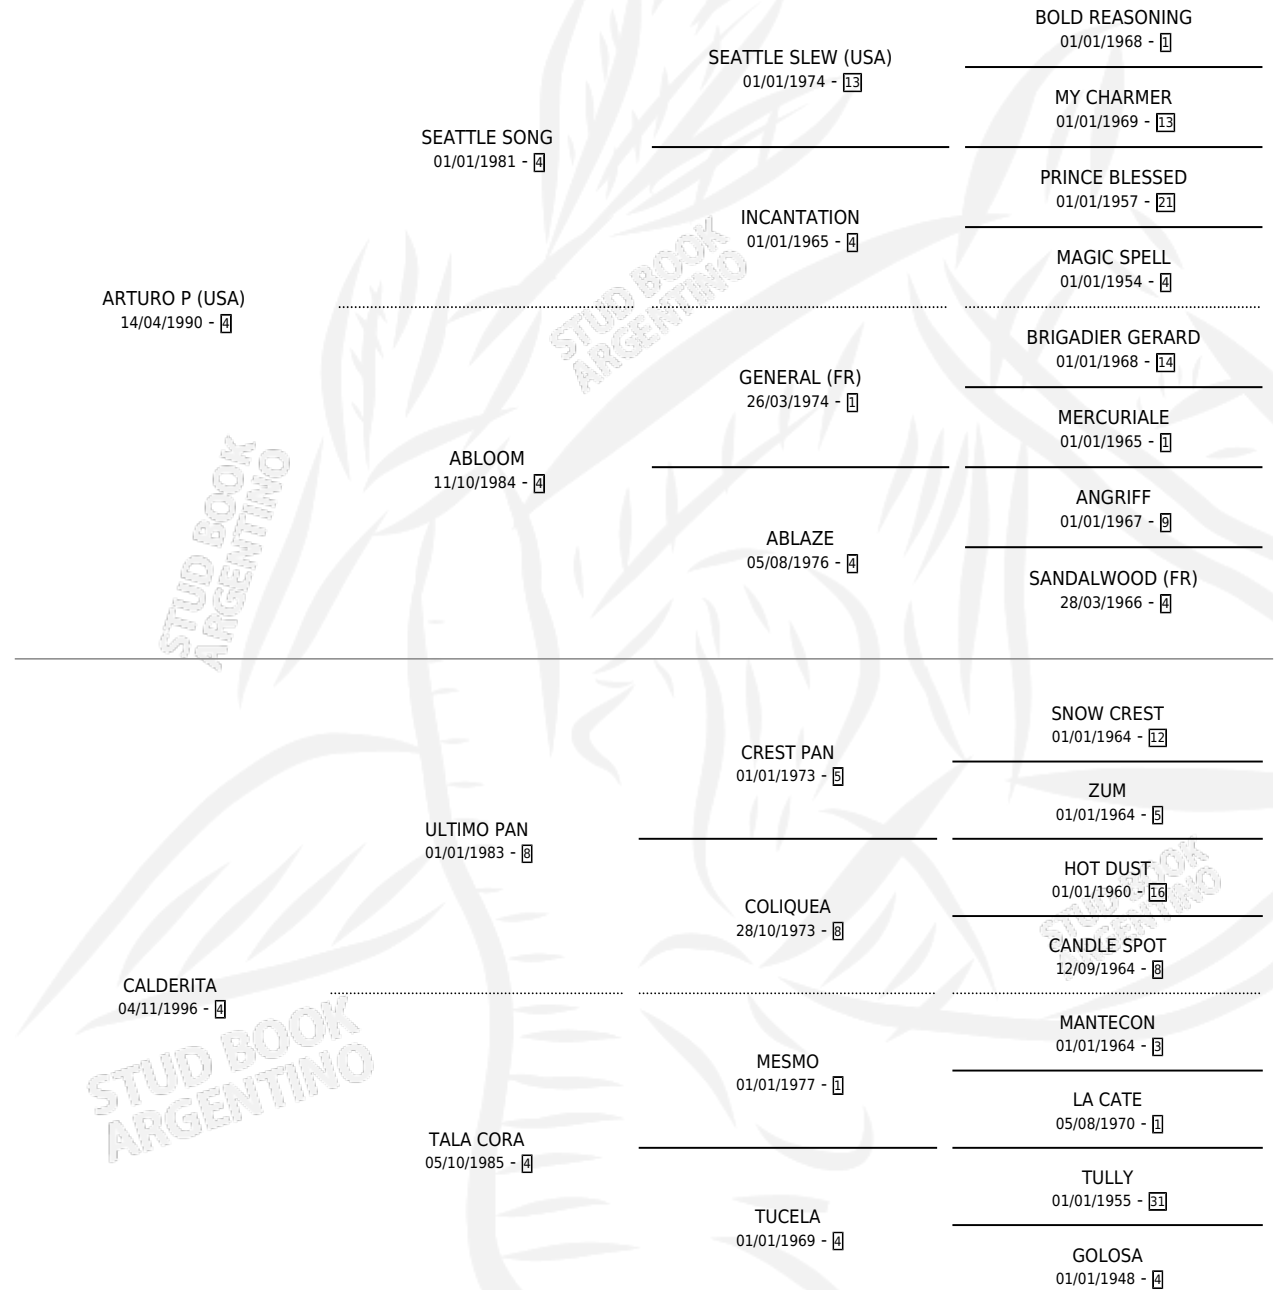 BOLD REASONING
01/01/1968 - 1
SEATTLE SLEW (USA)
01/01/1974 - 13
MY CHARMER
01/01/1969 - 13
SEATTLE SONG
01/01/1981 - 4
PRINCE BLESSED
01/01/1957 - 21
INCANTATION
01/01/1965 - 4
MAGIC SPELL
01/01/1954 - 4
STUD BOOK
ARGENTINO
ARTURO P (USA)
14/04/1990 - 4
BRIGADIER GERARD
01/01/1968 - 14
GENERAL (FR)
26/03/1974 - 1
MERCURIALE
01/01/1965 - 1
ABLOOM
11/10/1984 - 4
ANGRIFF
01/01/1967 - 9
ABLAZE
05/08/1976 - 4
SANDALWOOD (FR)
28/03/1966 - 4
STUD BOOK
ARGENTINO
SNOW CREST
01/01/1964 - 12
CREST PAN
01/01/1973 - 5
ZUM
01/01/1964 - 5
ULTIMO PAN
01/01/1983 - 8
HOT DUST
01/01/1960 - 16
COLIQUEA
28/10/1973 - 8
CANDLE SPOT
12/09/1964 - 8
STUD BOOK
ARGENTINO
CALDERITA
04/11/1996 - 4
MANTECON
01/01/1964 - 3
MESMO
01/01/1977 - 1
LA CATE
05/08/1970 - 1
STUD BOOK
ARGENTINO
TALA CORA
05/10/1985 - 4
TULLY
01/01/1955 - 31
TUCELA
01/01/1969 - 4
GOLOSA
01/01/1948 - 4